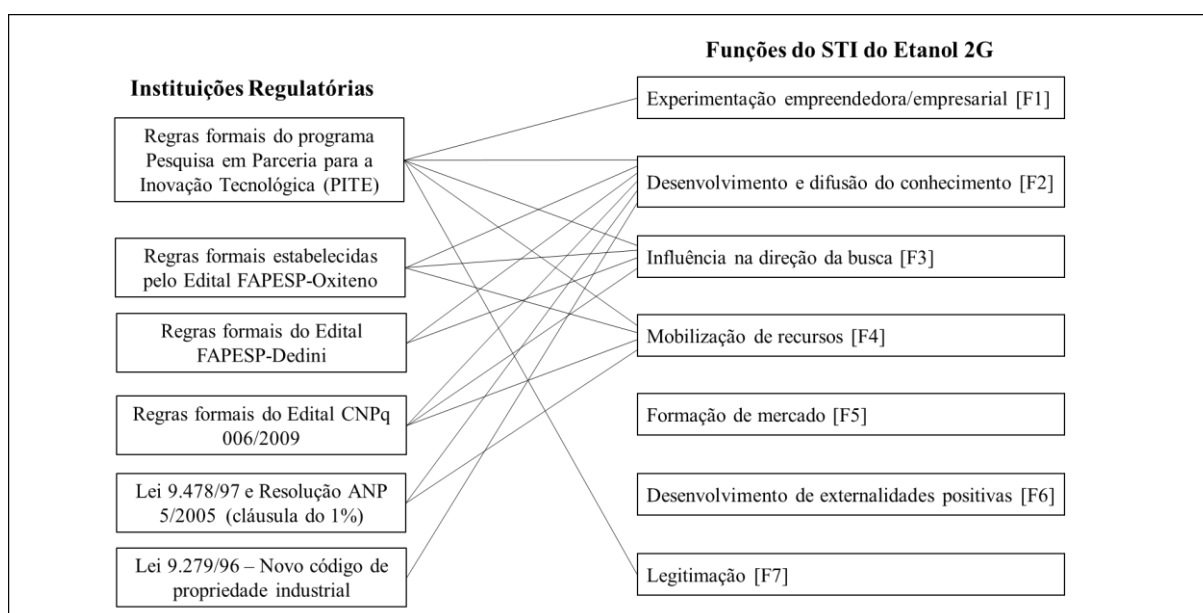 Instituições Regulatórias
Regras formais do programa
Pesquisa em Parceria para a
Inovação Tecnológica (PITE)
Regras formais estabelecidas
pelo Edital FAPESP-Oxiteno
Regras formais do Edital
FAPESP-Dedini
Regras formais do Edital CNPq
006/2009
Lei 9.478/97 e Resolução ANP
5/2005 (cláusula do 1%)
Lei 9.279/96 – Novo código de
propriedade industrial
Funções do STI do Etanol 2G
Experimentação empreendedora/empresarial [F1]
Desenvolvimento e difusão do conhecimento [F2]
Influência na direção da busca [F3]
Mobilização de recursos [F4]
Formação de mercado [F5]
Desenvolvimento de externalidades positivas [F6]
Legitimação [F7]